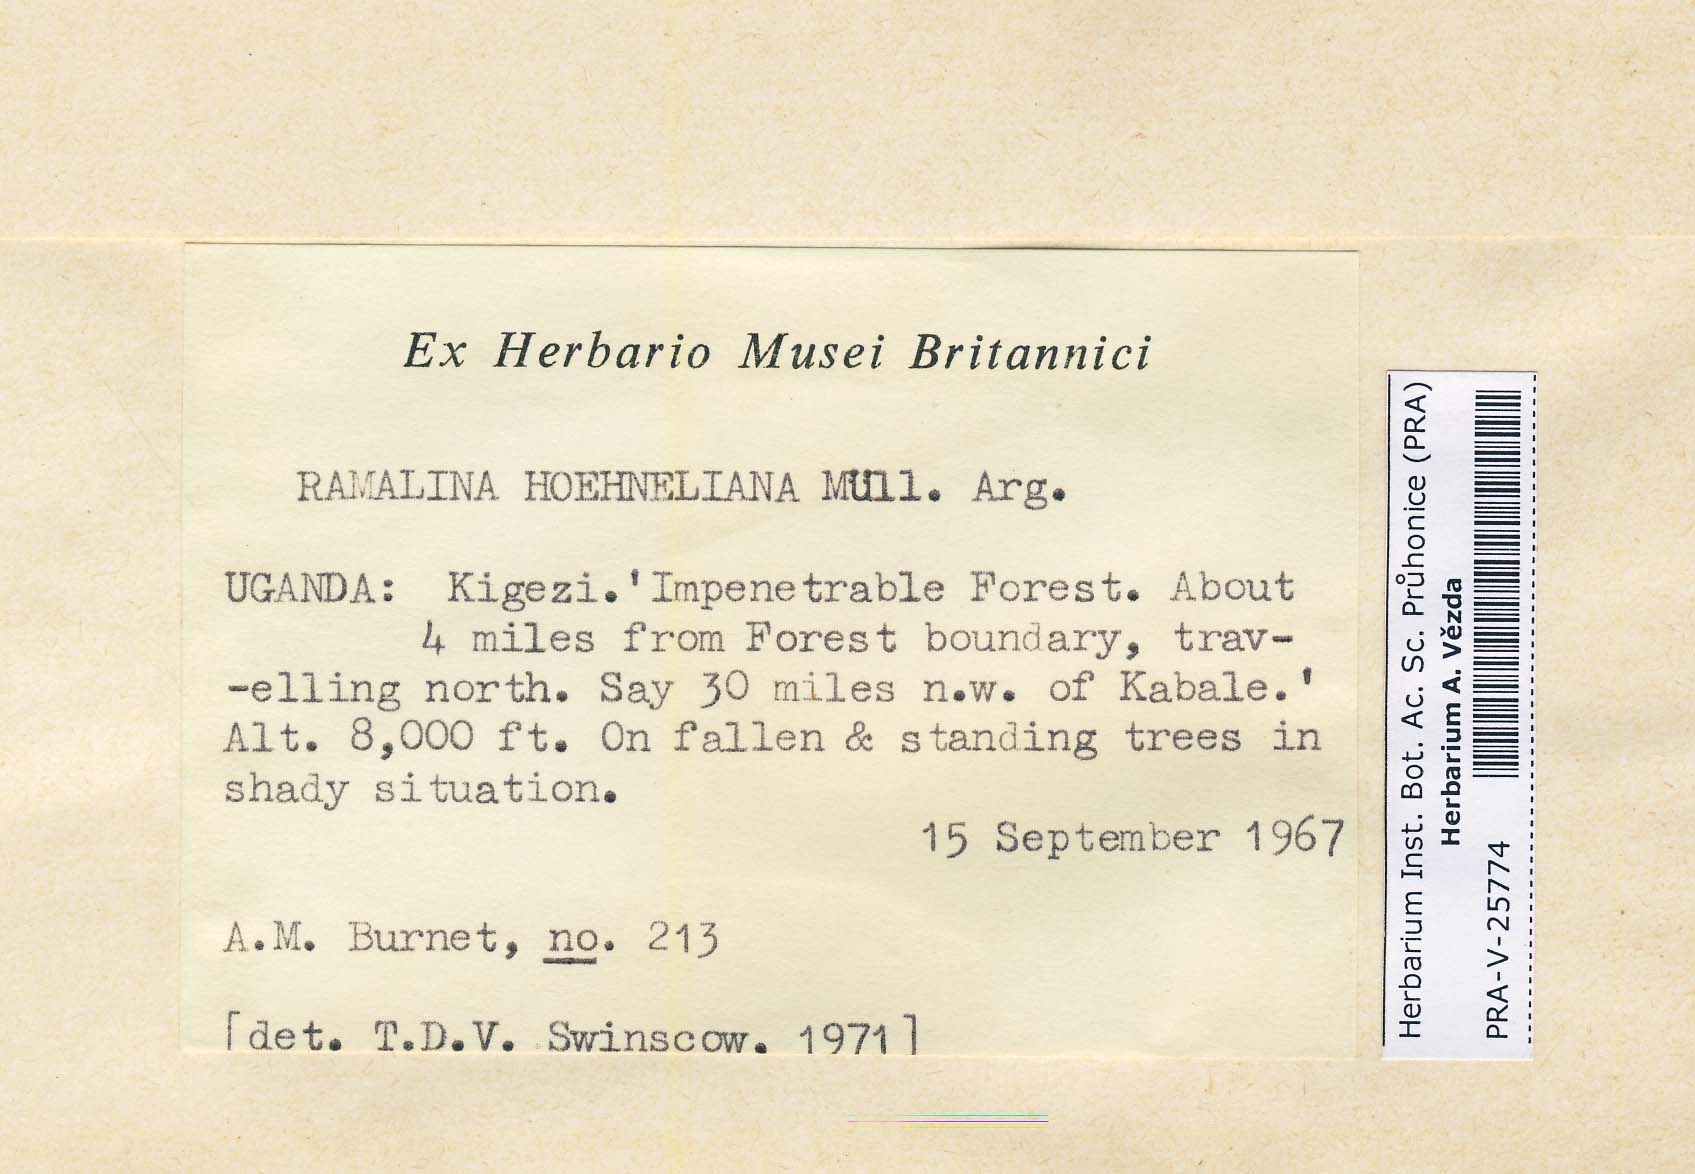 Ex Herbario Musei Britannici
RAMALINA HOEHNELIANA Müll. Arg.
UGANDA: Kigezi.'Impenetrable Forest. About
4 miles from Forest boundary, trav-
-elling north. Say 30 miles n.w. of Kabale.'
Alt. 8,000 ft. On fallen & standing trees in
shady situation.
15 September 1967
A.M. Burnet, no. 213
[det. T.D.V. Swinscow. 1971]
Herbarium Inst. Bot. Ac. Sc. Průhonice (PRA)
Herbarium A. Vězda
PRA-V-25774